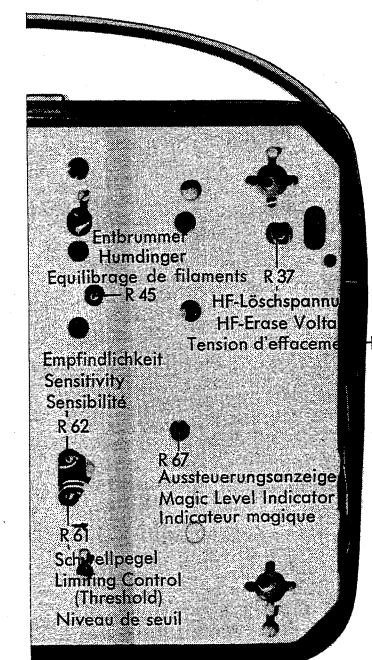 Entbrummer
Humdinger
Equilibrage de filaments
R 45
R 37
HF-Löschspannu
HF-Erase Volta
Tension d'effaceme
Empfindlichkeit
Sensitivity
Sensibilité
R 62
R 67
Aussteuerungsanzeige
Magic Level Indicator
Indicateur magique
R 61
Schwellpegel
Limiting Control
(Threshold)
Niveau de seuil